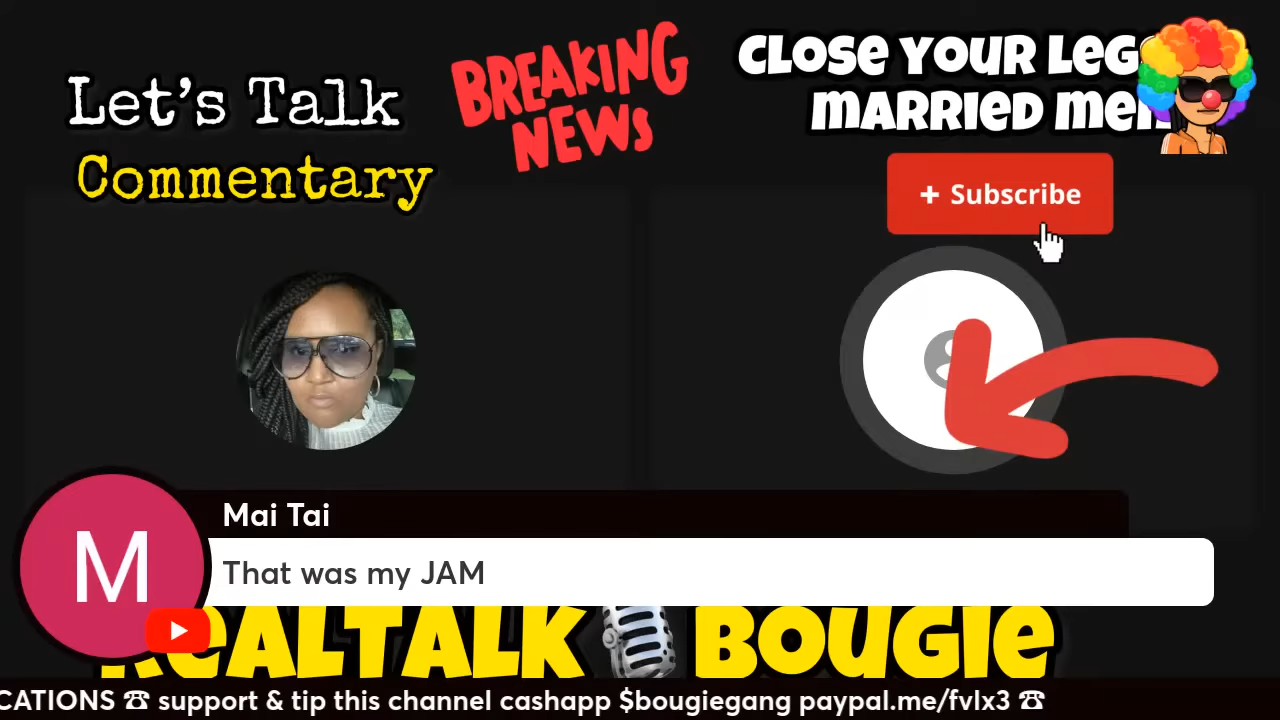 Let's Talk
Commentary
BREAKING
NEWS
CLOSE YOUR LEG
MARRIED MEN
+ Subscribe
M
Mai Tai
That was my JAM
REALTALK BOUGIE
CATIONS ☎ support & tip this channel cashapp $bougiegang paypal.me/fvlx3 ☎